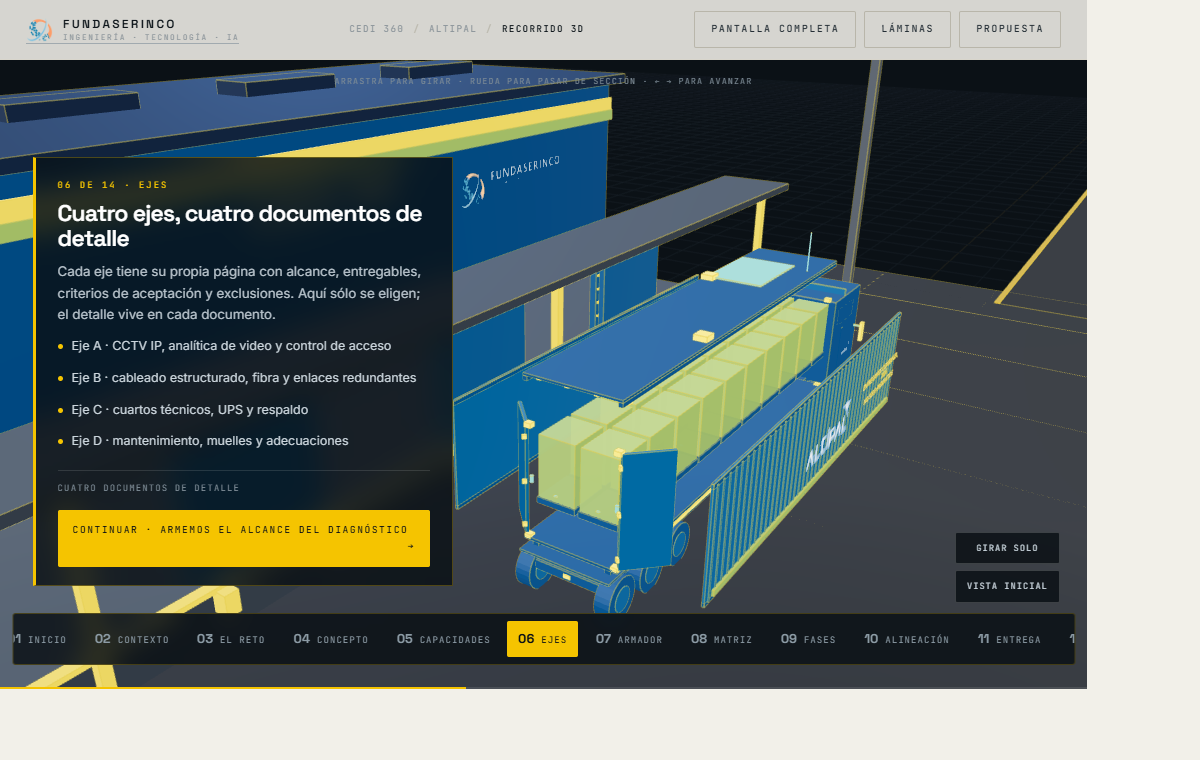 FUNDASERINCO
INGENIERÍA · TECNOLOGÍA · IA
CEDI 360 / ALTIPAL / RECORRIDO 3D
PANTALLA COMPLETA
LÁMINAS
PROPUESTA
ARRASTRA PARA GIRAR · RUEDA PARA PASAR DE SECCIÓN · ← → PARA AVANZAR
FUNDASERINCO
06 DE 14 · EJES
Cuatro ejes, cuatro documentos de
detalle
Cada eje tiene su propia página con alcance, entregables,
criterios de aceptación y exclusiones. Aquí sólo se eligen;
el detalle vive en cada documento.
Eje A · CCTV IP, analítica de video y control de acceso
Eje B · cableado estructurado, fibra y enlaces redundantes
Eje C · cuartos técnicos, UPS y respaldo
Eje D · mantenimiento, muelles y adecuaciones
CUATRO DOCUMENTOS DE DETALLE
CONTINUAR · ARMEMOS EL ALCANCE DEL DIAGNÓSTICO
→
GIRAR SOLO
VISTA INICIAL
INICIO
02 CONTEXTO
03 EL RETO
04 CONCEPTO
05 CAPACIDADES
06 EJES
07 ARMADOR
08 MATRIZ
09 FASES
10 ALINEACIÓN
11 ENTREGA